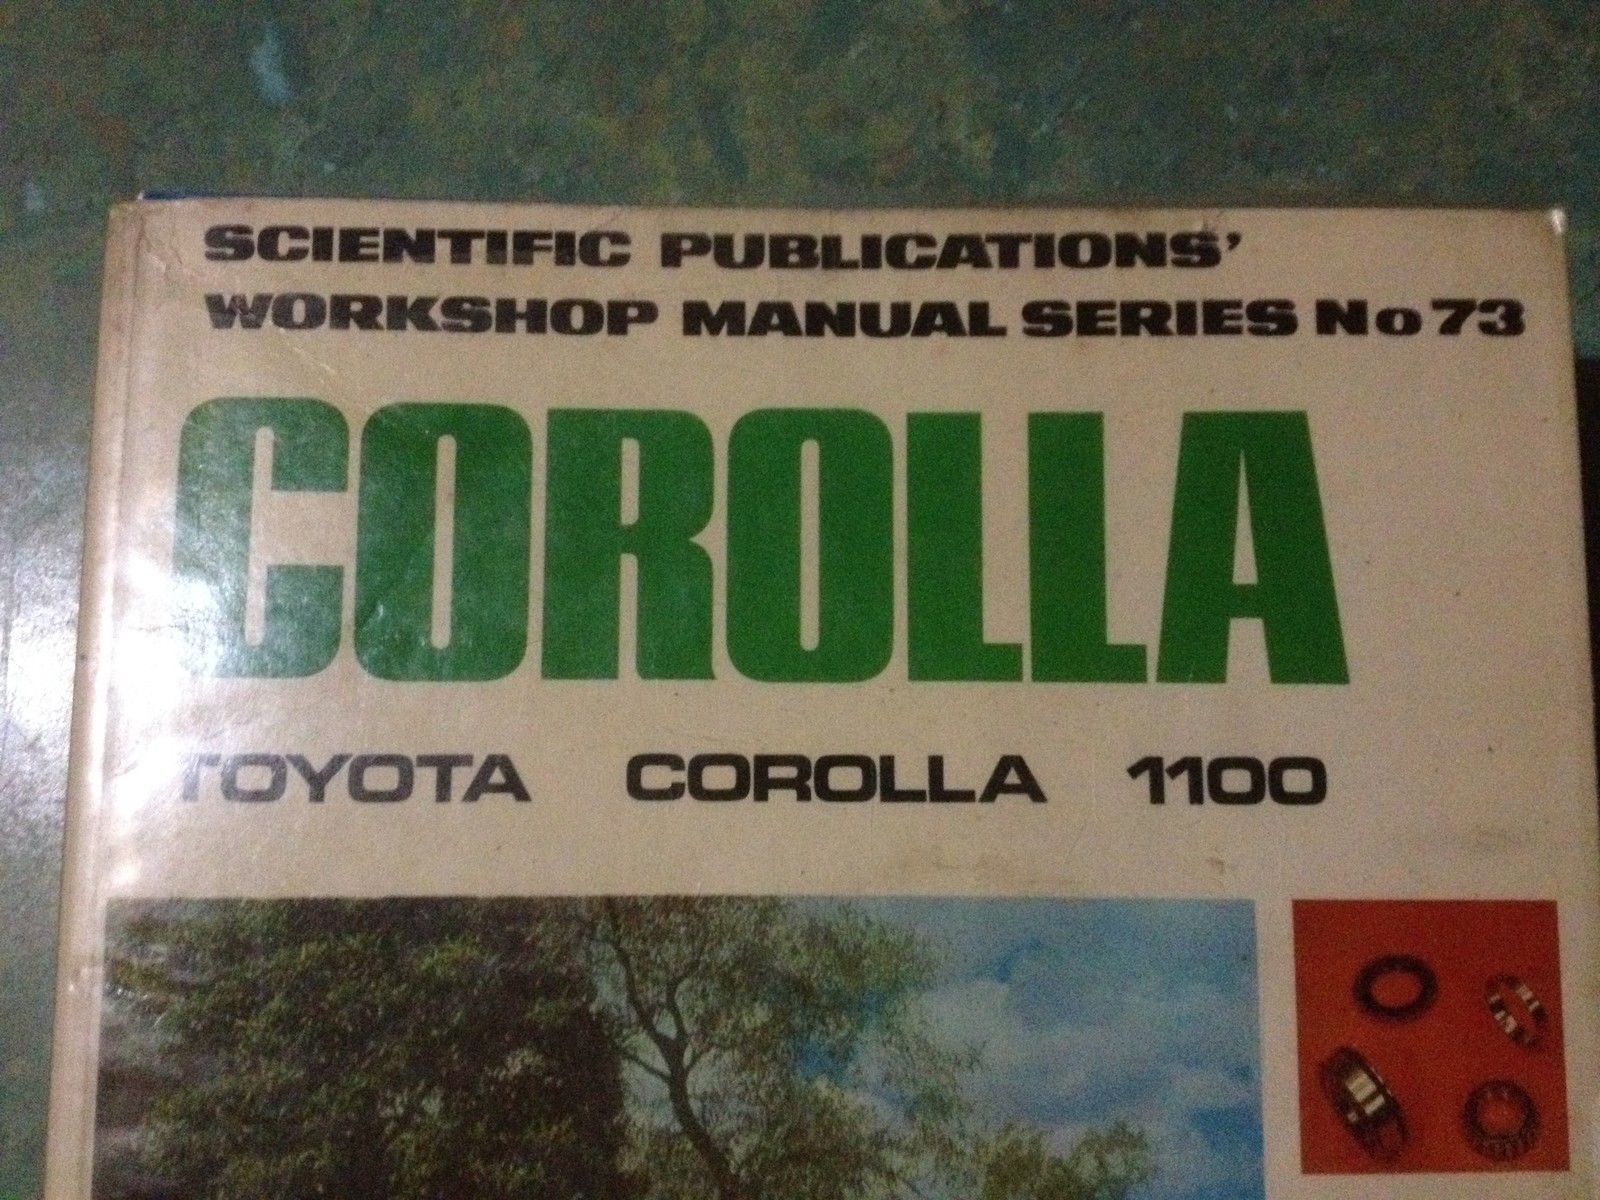 SCIENTIFIC PUBLICATIONS'
WORKSHOP MANUAL SERIES No 73
COROLLA
TOYOTA COROLLA 1100